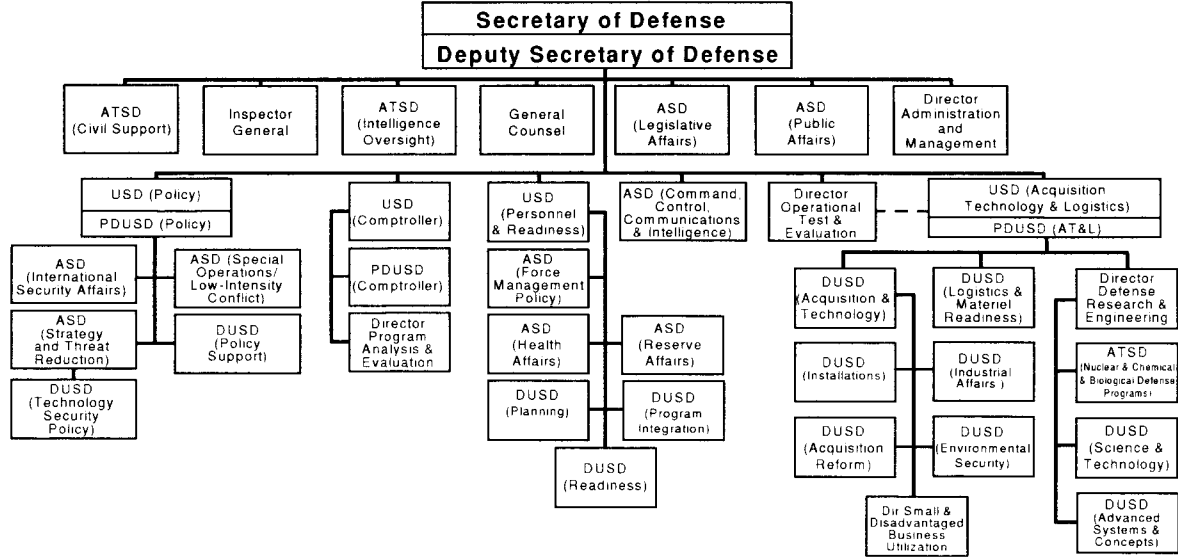 Secretary of Defense
Deputy Secretary of Defense
ATSD
(Civil Support)
Inspector
General
ATSD
(Intelligence
Oversight)
General
Counsel
ASD
(Legislative
Affairs)
ASD
(Public
Affairs)
Director
Administration
and
Management
USD (Policy)
PDUSD (Policy)
USD
(Comptroller)
USD
(Personnel
& Readiness)
ASD (Command,
Control,
Communications
& Intelligence)
Director
Operational
Test &
Evaluation
USD (Acquisition
Technology & Logistics)
PDUSD (AT&L)
ASD
(International
Security Affairs)
ASD (Special
Operations/
Low-Intensity
Conflict)
PDUSD
(Comptroller)
ASD
(Force
Management
Policy)
DUSD
(Acquisition &
Technology)
DUSD
(Logistics &
Materiel
Readiness)
Director
Defense
Research &
Engineering
ASD
(Strategy
and Threat
Reduction)
DUSD
(Policy
Support)
Director
Program
Analysis &
Evaluation
ASD
(Health
Affairs)
ASD
(Reserve
Affairs)
DUSD
(Installations)
DUSD
(Industrial
Affairs )
ATSD
(Nuclear & Chemical
& Biological Defense
Programs)
DUSD
(Technology
Security
Policy)
DUSD
(Planning)
DUSD
(Program
Integration)
DUSD
(Acquisition
Reform)
DUSD
(Environmental
Security)
DUSD
(Science &
Technology)
DUSD
(Readiness)
Dir Small &
Disadvantaged
Business
Utilization
DUSD
(Advanced
Systems &
Concepts)